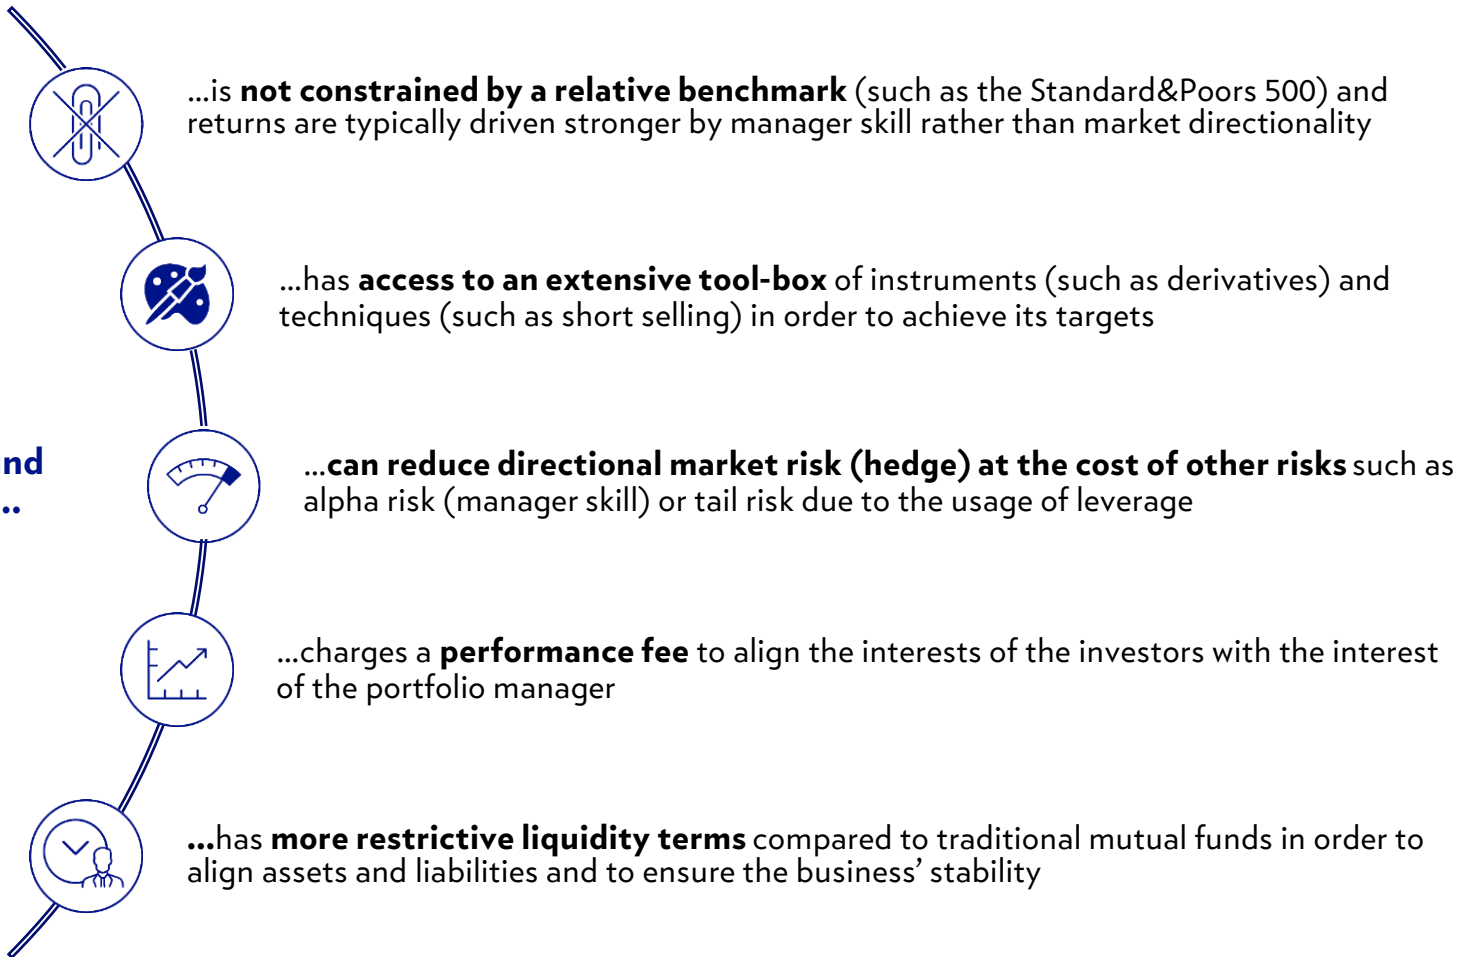 ...is not constrained by a relative benchmark (such as the Standard&Poors 500) and
returns are typically driven stronger by manager skill rather than market directionality
...has access to an extensive tool-box of instruments (such as derivatives) and
techniques (such as short selling) in order to achieve its targets
nd
..
...can reduce directional market risk (hedge) at the cost of other risks such as
alpha risk (manager skill) or tail risk due to the usage of leverage
...charges a performance fee to align the interests of the investors with the interest
of the portfolio manager
...has more restrictive liquidity terms compared to traditional mutual funds in order to
align assets and liabilities and to ensure the business’ stability